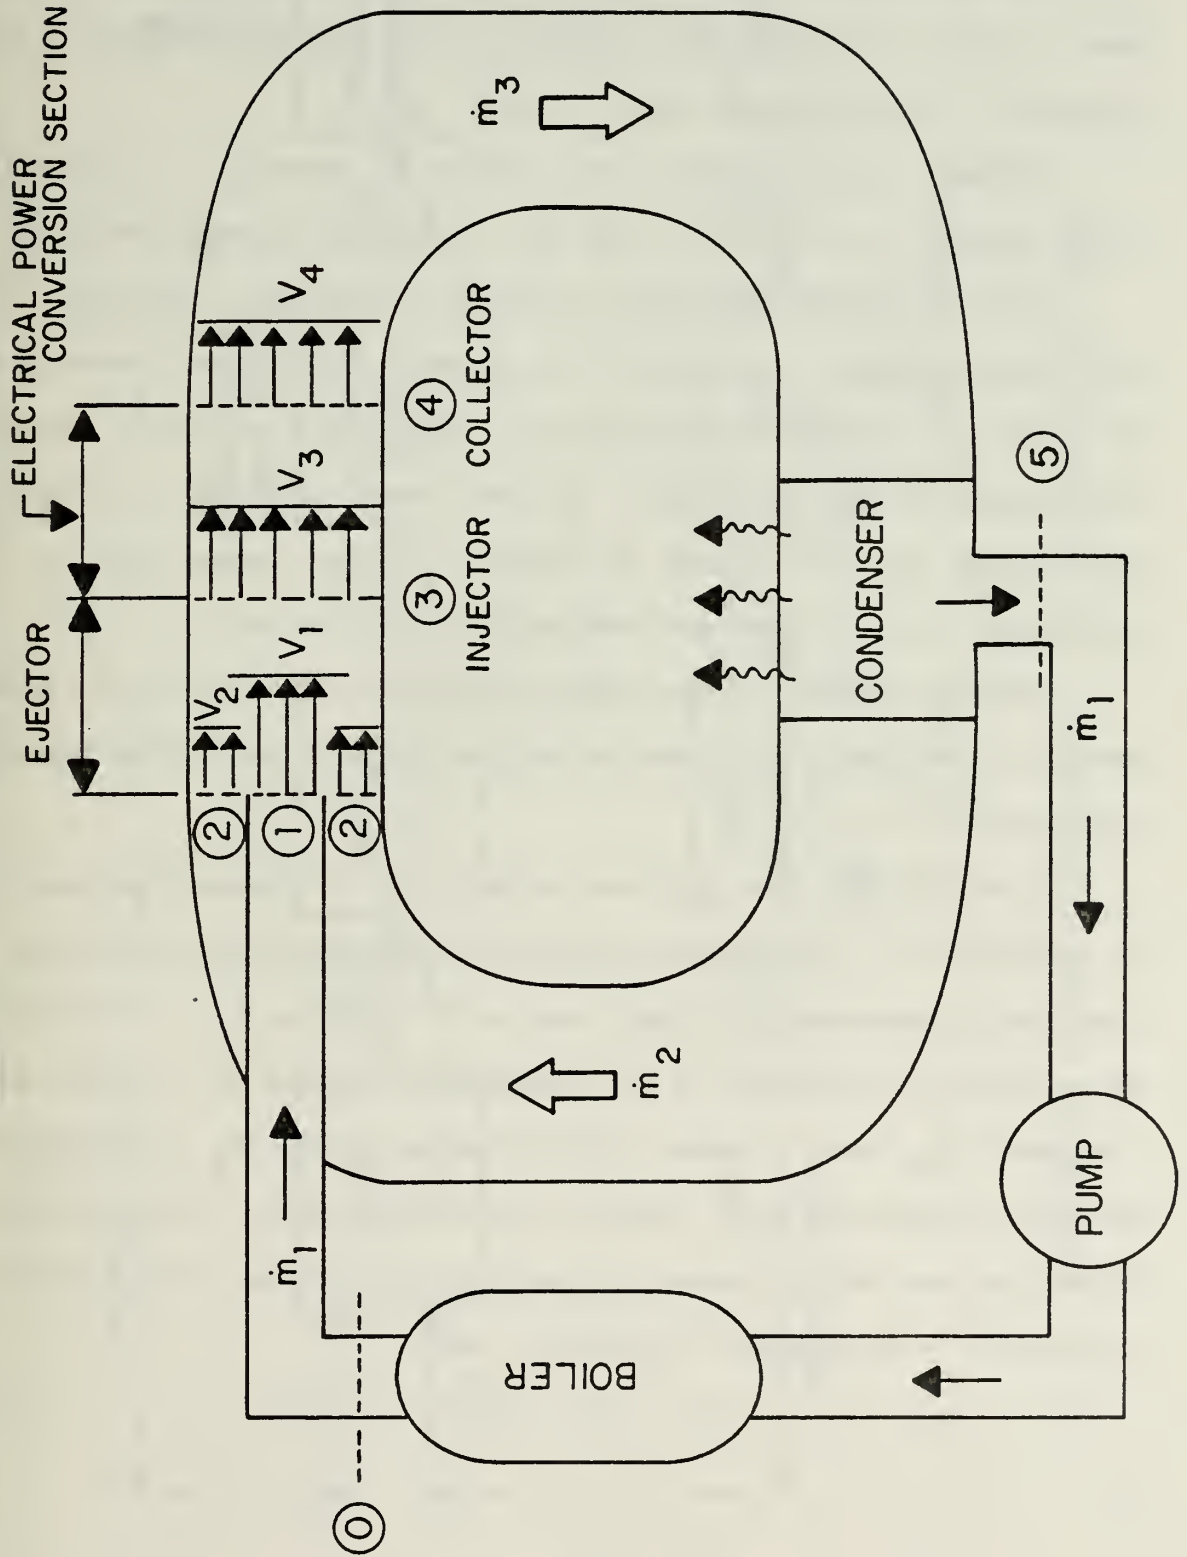 ELECTRICAL POWER
CONVERSION SECTION
EJECTOR
V2
V1
V3
V4
②
①
②
③
INJECTOR
④
COLLECTOR
ṁ3
ṁ1
ṁ2
⓪
BOILER
CONDENSER
⑤
ṁ1
PUMP